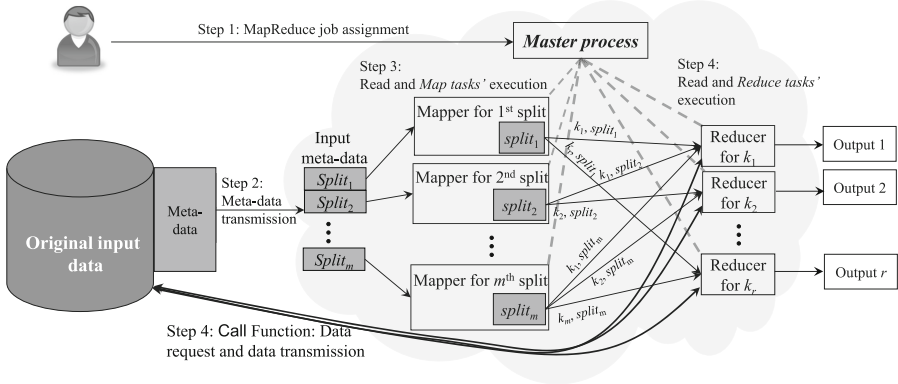 Step 1: MapReduce job assignment
Master process
Step 3:
Read and Map tasks' execution
Step 4:
Read and Reduce tasks'
execution
Mapper for 1st split
split1
k1, split1
k2, split1
Reducer
for k1
Output 1
Input
meta-data
Split1
Split2
Splitm
Mapper for 2nd split
split2
k1, split2
k2, split2
Reducer
for k2
Output 2
Step 2:
Meta-data
transmission
Meta-
data
Original input
data
Mapper for mth split
splitm
k1, splitm
k2, splitm
km, splitm
Reducer
for kr
Output r
Step 4: Call Function: Data
request and data transmission